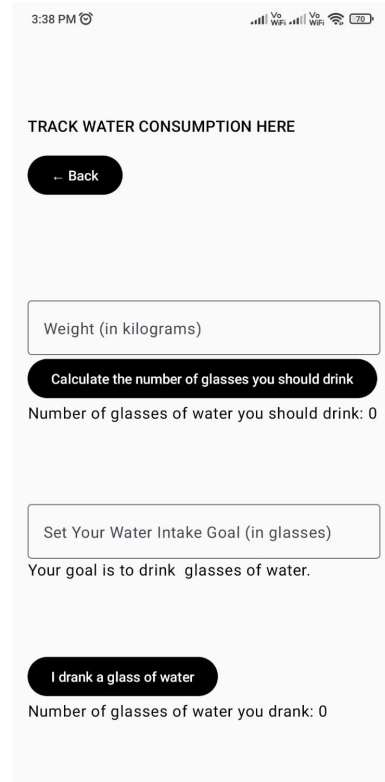 3:38 PM
Vo WiFi Vo WiFi 70
TRACK WATER CONSUMPTION HERE
← Back
Weight (in kilograms)
Calculate the number of glasses you should drink
Number of glasses of water you should drink: 0
Set Your Water Intake Goal (in glasses)
Your goal is to drink  glasses of water.
I drank a glass of water
Number of glasses of water you drank: 0